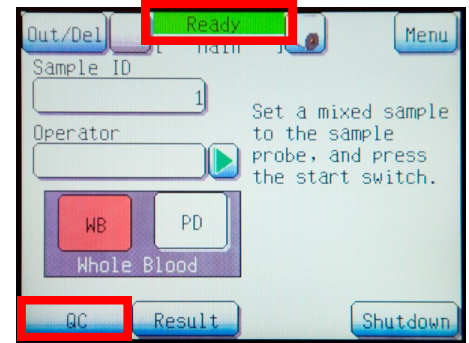 Out/Del
Ready
Menu
[ Main ]
Sample ID
1
Operator
Set a mixed sample
to the sample
probe, and press
the start switch.
WB
PD
Whole Blood
QC
Result
Shutdown